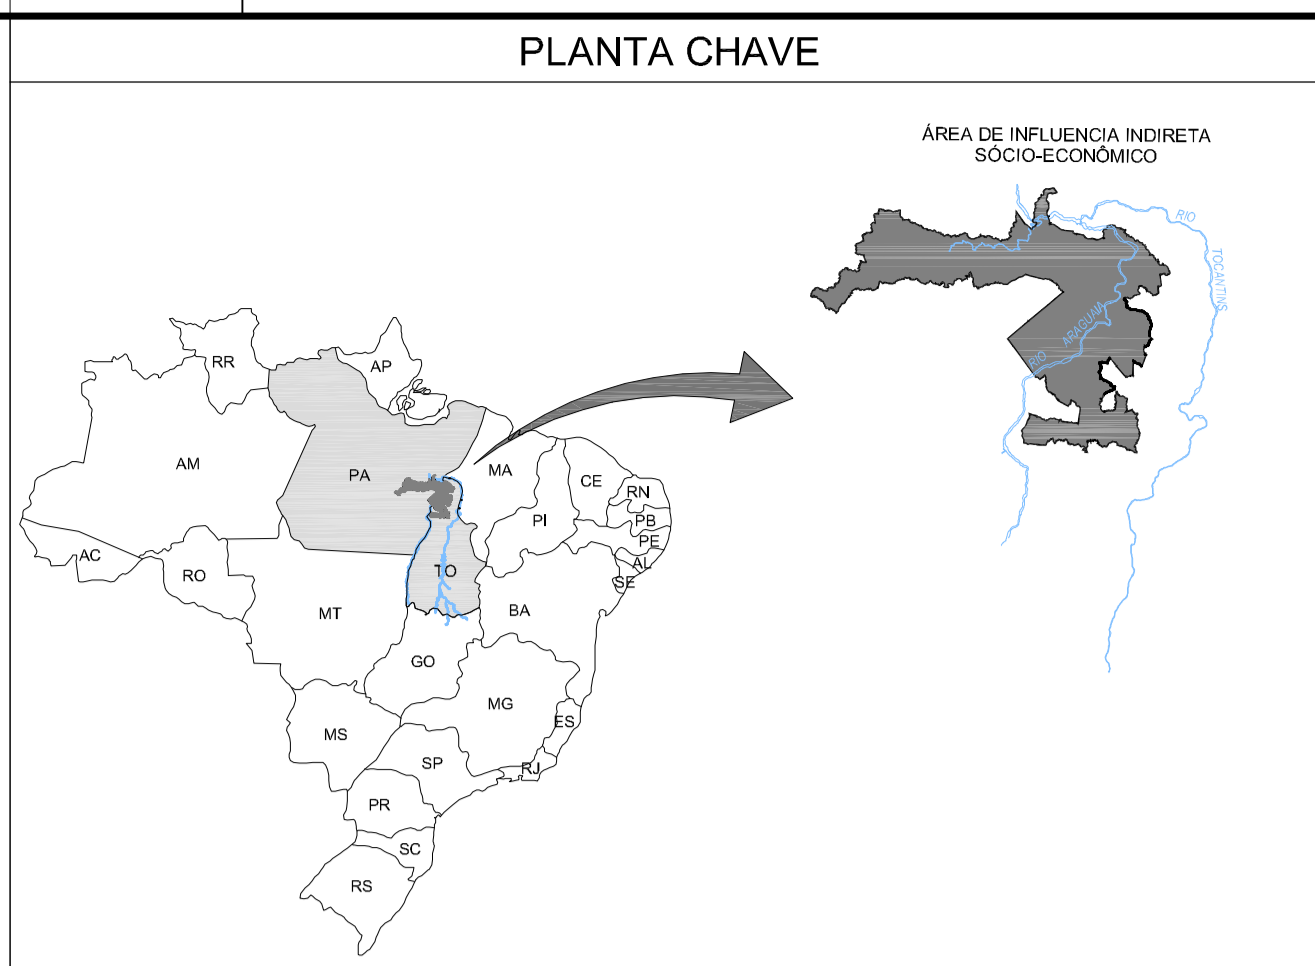 PLANTA CHAVE
ÁREA DE INFLUENCIA INDIRETA
SÓCIO-ECONÔMICO
RIO
TOCANTINS
RIO ARAGUAIA
RR
AP
AM
PA
MA
CE
RN
PI
PB
PE
AC
AL
RO
TO
SE
MT
BA
GO
MG
ES
MS
SP
RJ
PR
SC
RS